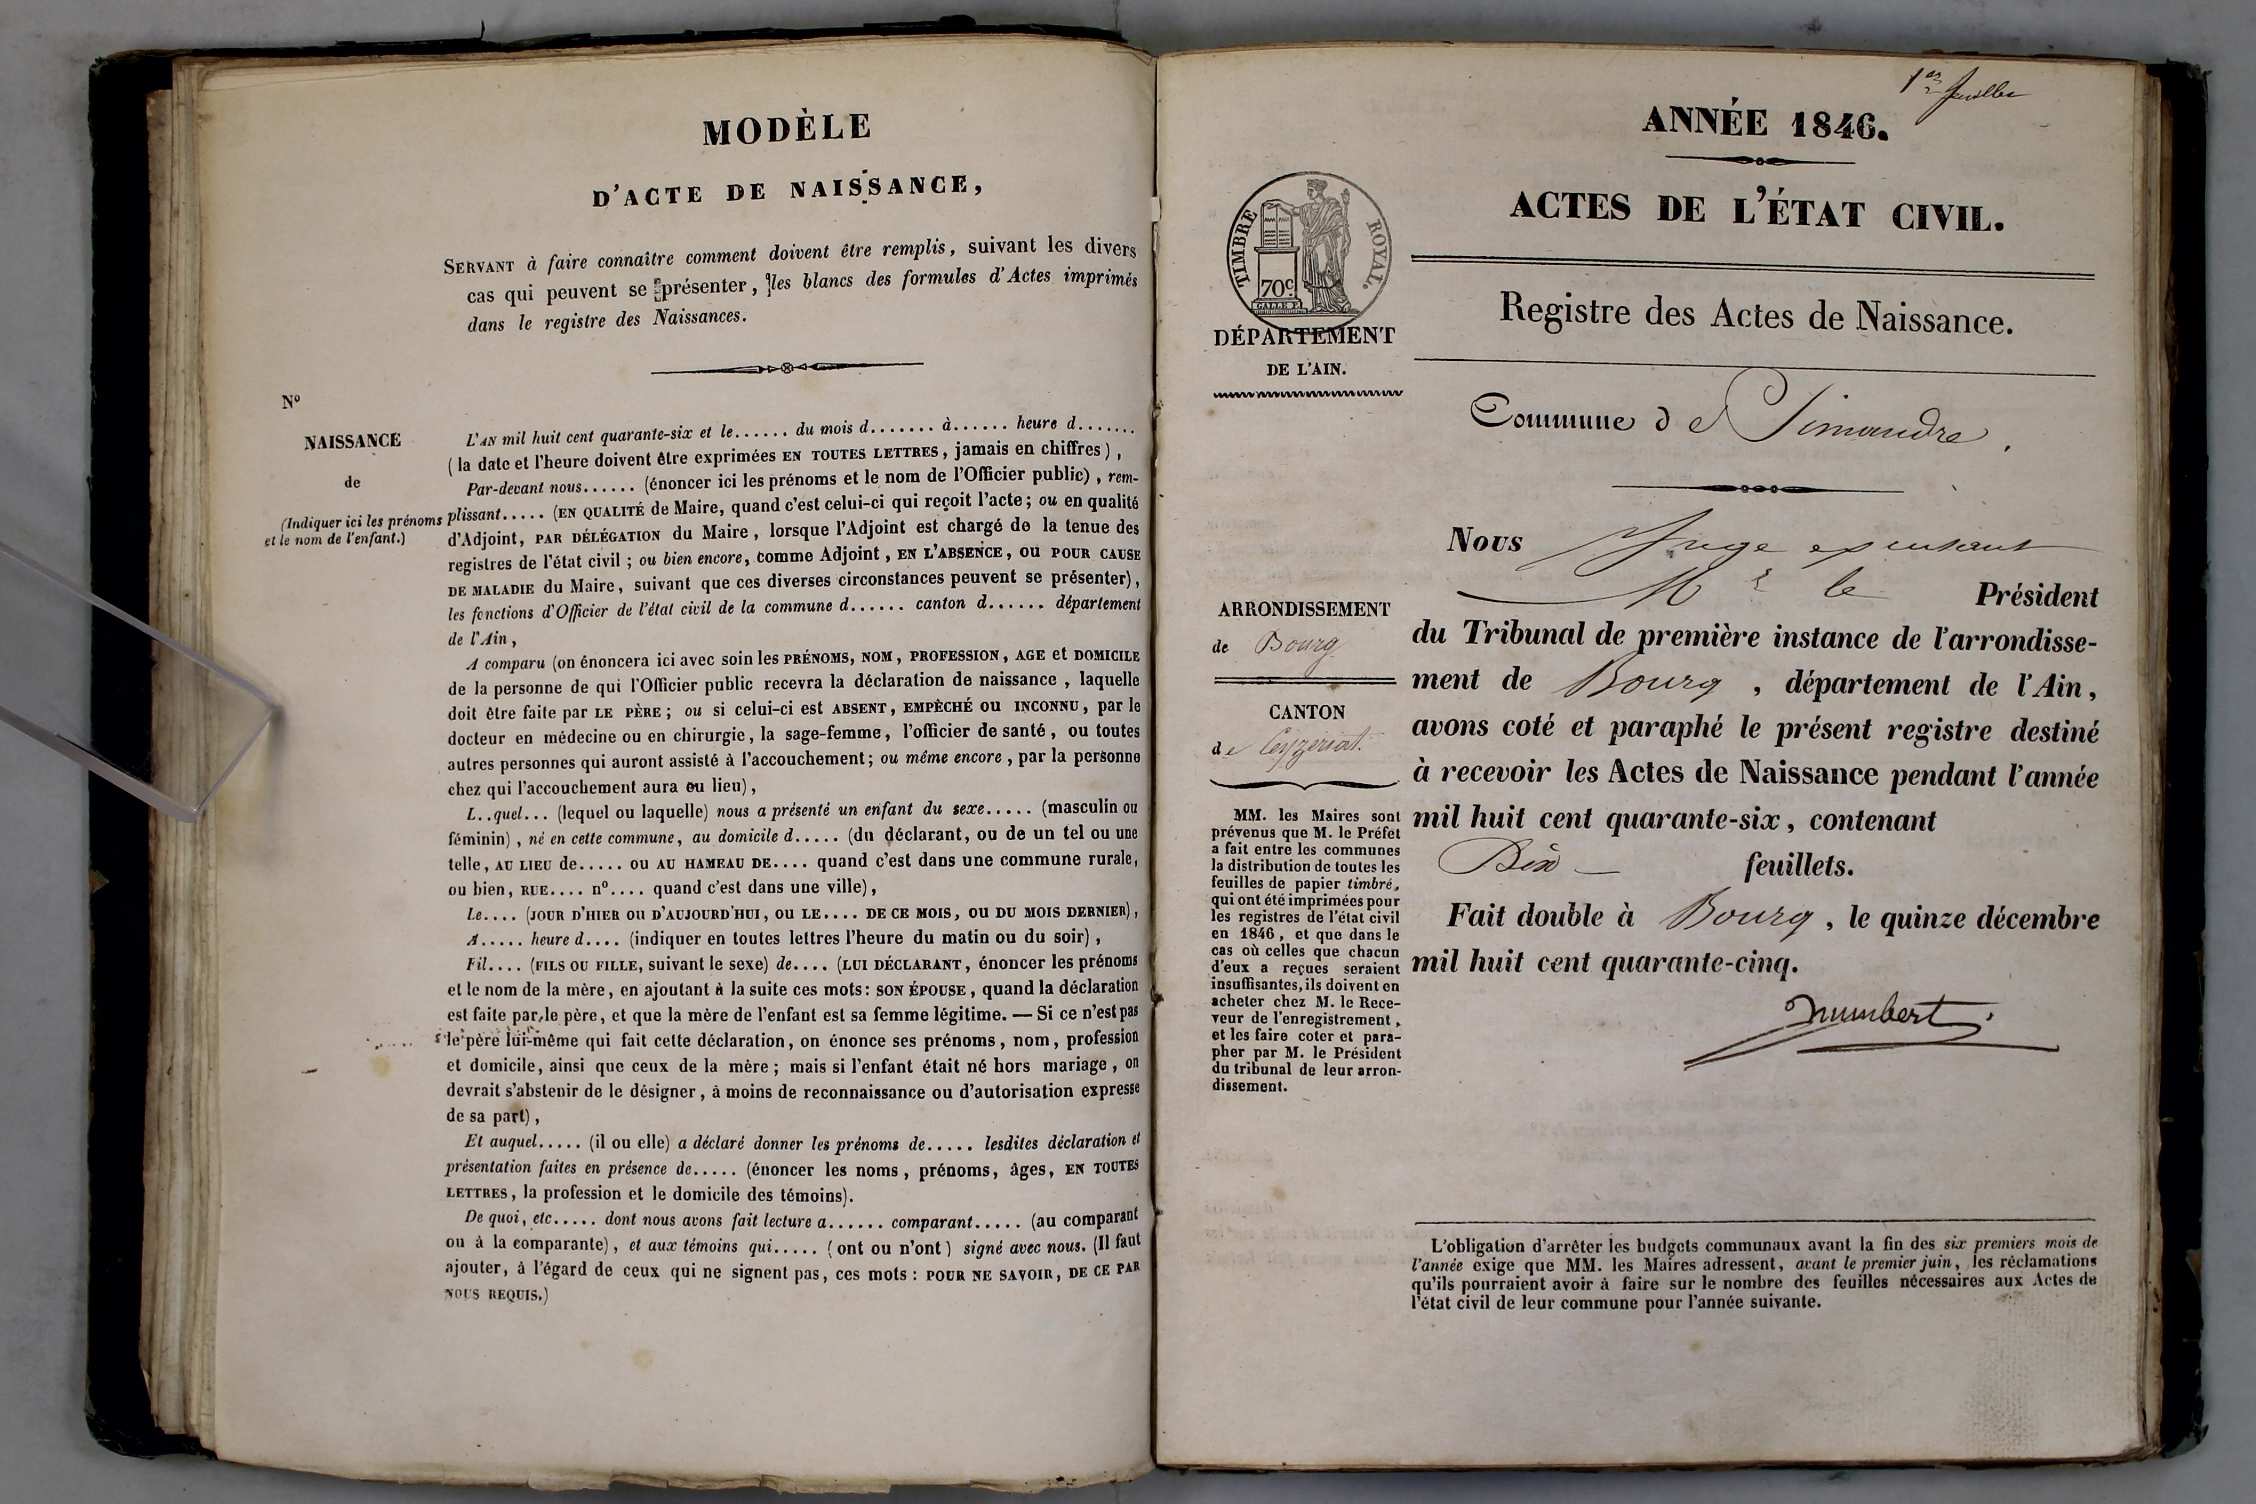 MODÈLE
D'ACTE DE NAISSANCE,
SERVANT à faire connaître comment doivent être remplis, suivant les divers
cas qui peuvent se présenter, les blancs des formules d'Actes imprimés
dans le registre des Naissances.
Nº
NAISSANCE
de
(Indiquer ici les prénoms
et le nom de l'enfant.)
L'AN mil huit cent quarante-six et le...... du mois d....... à...... heure d.......
(la date et l'heure doivent être exprimées EN TOUTES LETTRES, jamais en chiffres),
Par-devant nous...... (énoncer ici les prénoms et le nom de l'Officier public), rem-
plissant..... (EN QUALITÉ de Maire, quand c'est celui-ci qui reçoit l'acte; ou en qualité
d'Adjoint, PAR DÉLÉGATION du Maire, lorsque l'Adjoint est chargé de la tenue des
registres de l'état civil; ou bien encore, comme Adjoint, EN L'ABSENCE, OU POUR CAUSE
DE MALADIE du Maire, suivant que ces diverses circonstances peuvent se présenter),
les fonctions d'Officier de l'état civil de la commune d...... canton d...... département
de l'Ain,
A comparu (on énoncera ici avec soin les PRÉNOMS, NOM, PROFESSION, AGE et DOMICILE
de la personne de qui l'Officier public recevra la déclaration de naissance, laquelle
doit être faite par LE PÈRE; ou si celui-ci est ABSENT, EMPÊCHÉ OU INCONNU, par le
docteur en médecine ou en chirurgie, la sage-femme, l'officier de santé, ou toutes
autres personnes qui auront assisté à l'accouchement; ou même encore, par la personne
chez qui l'accouchement aura eu lieu),
L..quel... (lequel ou laquelle) nous a présenté un enfant du sexe..... (masculin ou
féminin), né en cette commune, au domicile d..... (du déclarant, ou de un tel ou une
telle, AU LIEU de..... ou AU HAMEAU DE.... quand c'est dans une commune rurale,
ou bien, RUE.... nº.... quand c'est dans une ville),
Le.... (JOUR D'HIER OU D'AUJOURD'HUI, OU LE.... DE CE MOIS, OU DU MOIS DERNIER),
A..... heure d.... (indiquer en toutes lettres l'heure du matin ou du soir),
Fil.... (FILS OU FILLE, suivant le sexe) de.... (LUI DÉCLARANT, énoncer les prénoms
et le nom de la mère, en ajoutant à la suite ces mots: SON ÉPOUSE, quand la déclaration
est faite par le père, et que la mère de l'enfant est sa femme légitime. — Si ce n'est pas
le père lui-même qui fait cette déclaration, on énonce ses prénoms, nom, profession
et domicile, ainsi que ceux de la mère; mais si l'enfant était né hors mariage, on
devrait s'abstenir de le désigner, à moins de reconnaissance ou d'autorisation expresse
de sa part),
Et auquel..... (il ou elle) a déclaré donner les prénoms de..... lesdites déclaration et
présentation faites en présence de..... (énoncer les noms, prénoms, âges, EN TOUTES
LETTRES, la profession et le domicile des témoins).
De quoi, etc..... dont nous avons fait lecture a...... comparant..... (au comparant
ou à la comparante), et aux témoins qui..... (ont ou n'ont) signé avec nous. (Il faut
ajouter, à l'égard de ceux qui ne signent pas, ces mots: POUR NE SAVOIR, DE CE PAR
NOUS REQUIS.)
1er feuillet
ANNÉE 1846.
ACTES DE L'ÉTAT CIVIL.
Registre des Actes de Naissance.
TIMBRE ROYAL.
70c.
GALLE F.
DÉPARTEMENT
DE L'AIN.
Commune de Simandre.
ARRONDISSEMENT
de Bourg
CANTON
de Ceyzeriat.
MM. les Maires sont
prévenus que M. le Préfet
a fait entre les communes
la distribution de toutes les
feuilles de papier timbré,
qui ont été imprimées pour
les registres de l'état civil
en 1846, et que dans le
cas où celles que chacun
d'eux a reçues seraient
insuffisantes, ils doivent en
acheter chez M. le Rece-
veur de l'enregistrement,
et les faire coter et para-
pher par M. le Président
du tribunal de leur arron-
dissement.
Nous Juge exerçant
Mr le Président
du Tribunal de première instance de l'arrondisse-
ment de Bourg, département de l'Ain,
avons coté et paraphé le présent registre destiné
à recevoir les Actes de Naissance pendant l'année
mil huit cent quarante-six, contenant
Dix feuillets.
Fait double à Bourg, le quinze décembre
mil huit cent quarante-cinq.
L'obligation d'arrêter les budgets communaux avant la fin des six premiers mois de
l'année exige que MM. les Maires adressent, avant le premier juin, les réclamations
qu'ils pourraient avoir à faire sur le nombre des feuilles nécessaires aux Actes de
l'état civil de leur commune pour l'année suivante.